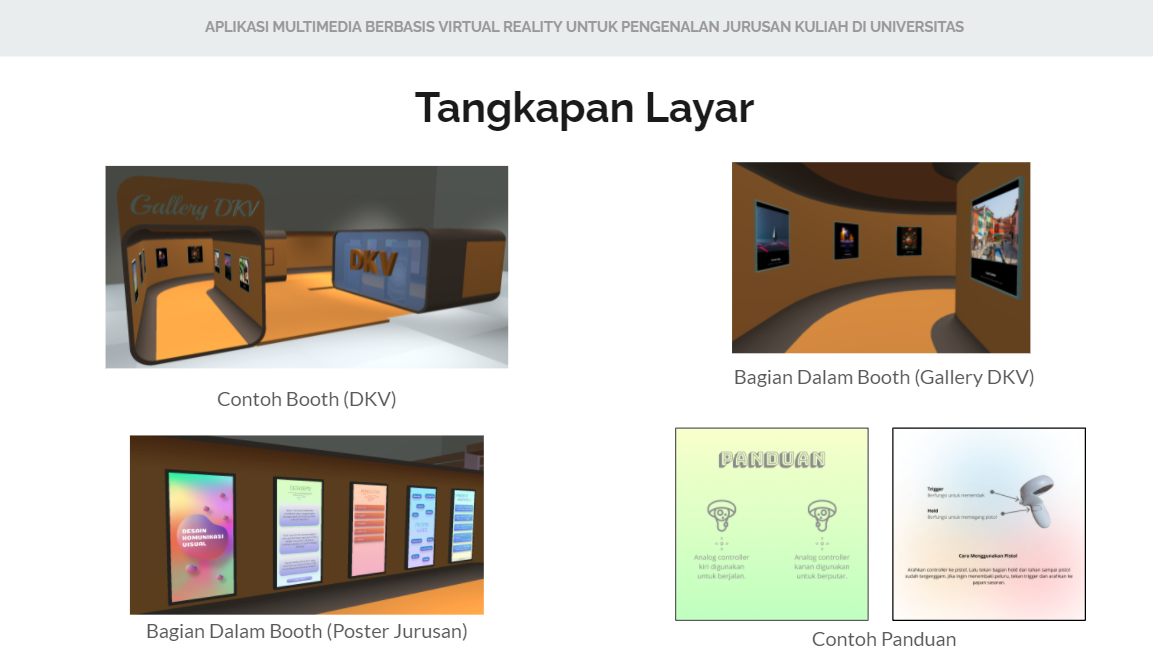 APLIKASI MULTIMEDIA BERBASIS VIRTUAL REALITY UNTUK PENGENALAN JURUSAN KULIAH DI UNIVERSITAS
Tangkapan Layar
Gallery DKV
DKV
Contoh Booth (DKV)
Bagian Dalam Booth (Gallery DKV)
DESAIN
KOMUNIKASI
VISUAL
Bagian Dalam Booth (Poster Jurusan)
PANDUAN
Analog controller
kiri digunakan
untuk berjalan.
Analog controller
kanan digunakan
untuk berputar.
Trigger
Berfungsi untuk menembak
Hold
Berfungsi untuk memegang pistol
Cara Menggunakan Pistol
Arahkan controller ke pistol. Lalu tekan bagian hold dan tahan sampai pistol
sudah tergenggam. Jika ingin menembaki peluru, tekan trigger dan arahkan ke
papan sasaran.
Contoh Panduan